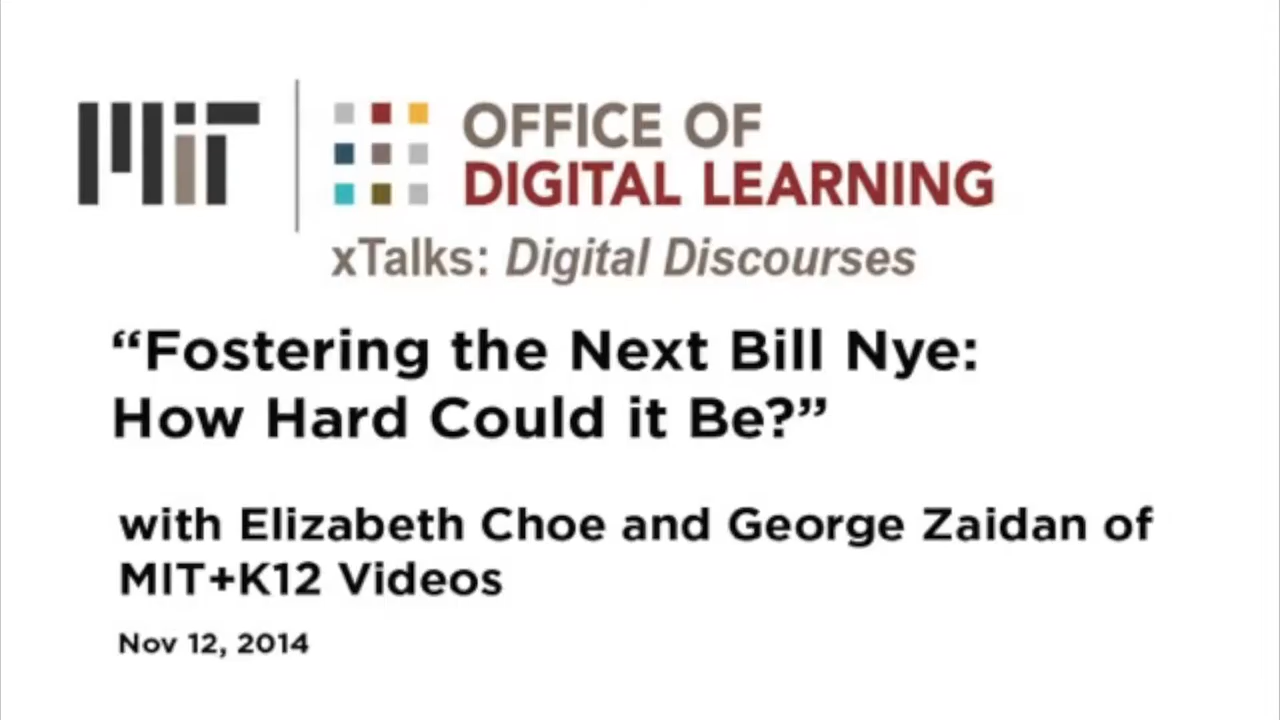 MIT
OFFICE OF
DIGITAL LEARNING
xTalks: Digital Discourses
“Fostering the Next Bill Nye:
How Hard Could it Be?”
with Elizabeth Choe and George Zaidan of
MIT+K12 Videos
Nov 12, 2014